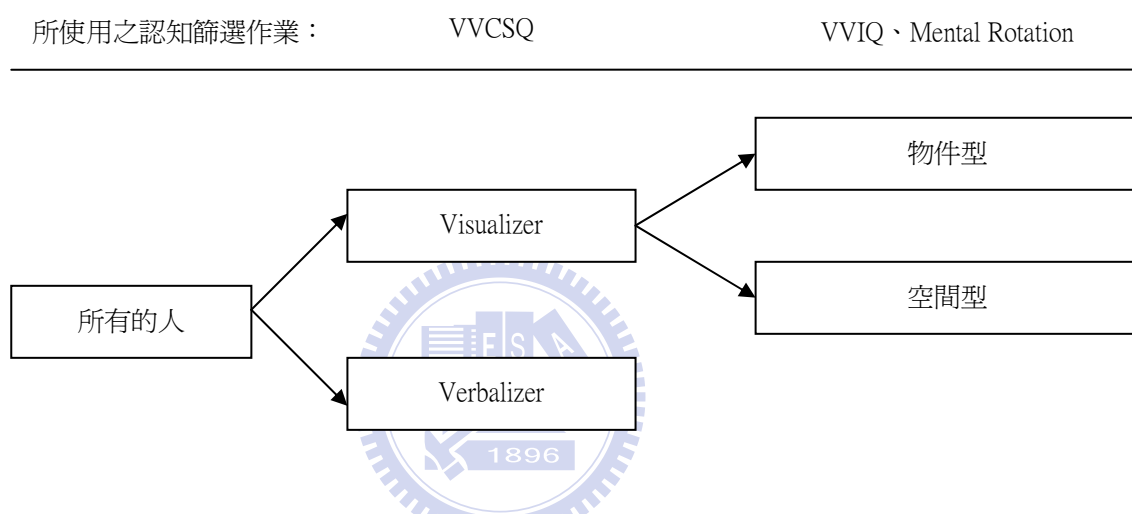 所使用之認知篩選作業： VVCSQ VVIQ、Mental Rotation
物件型
Visualizer
空間型
所有的人
E S A
Verbalizer
1896